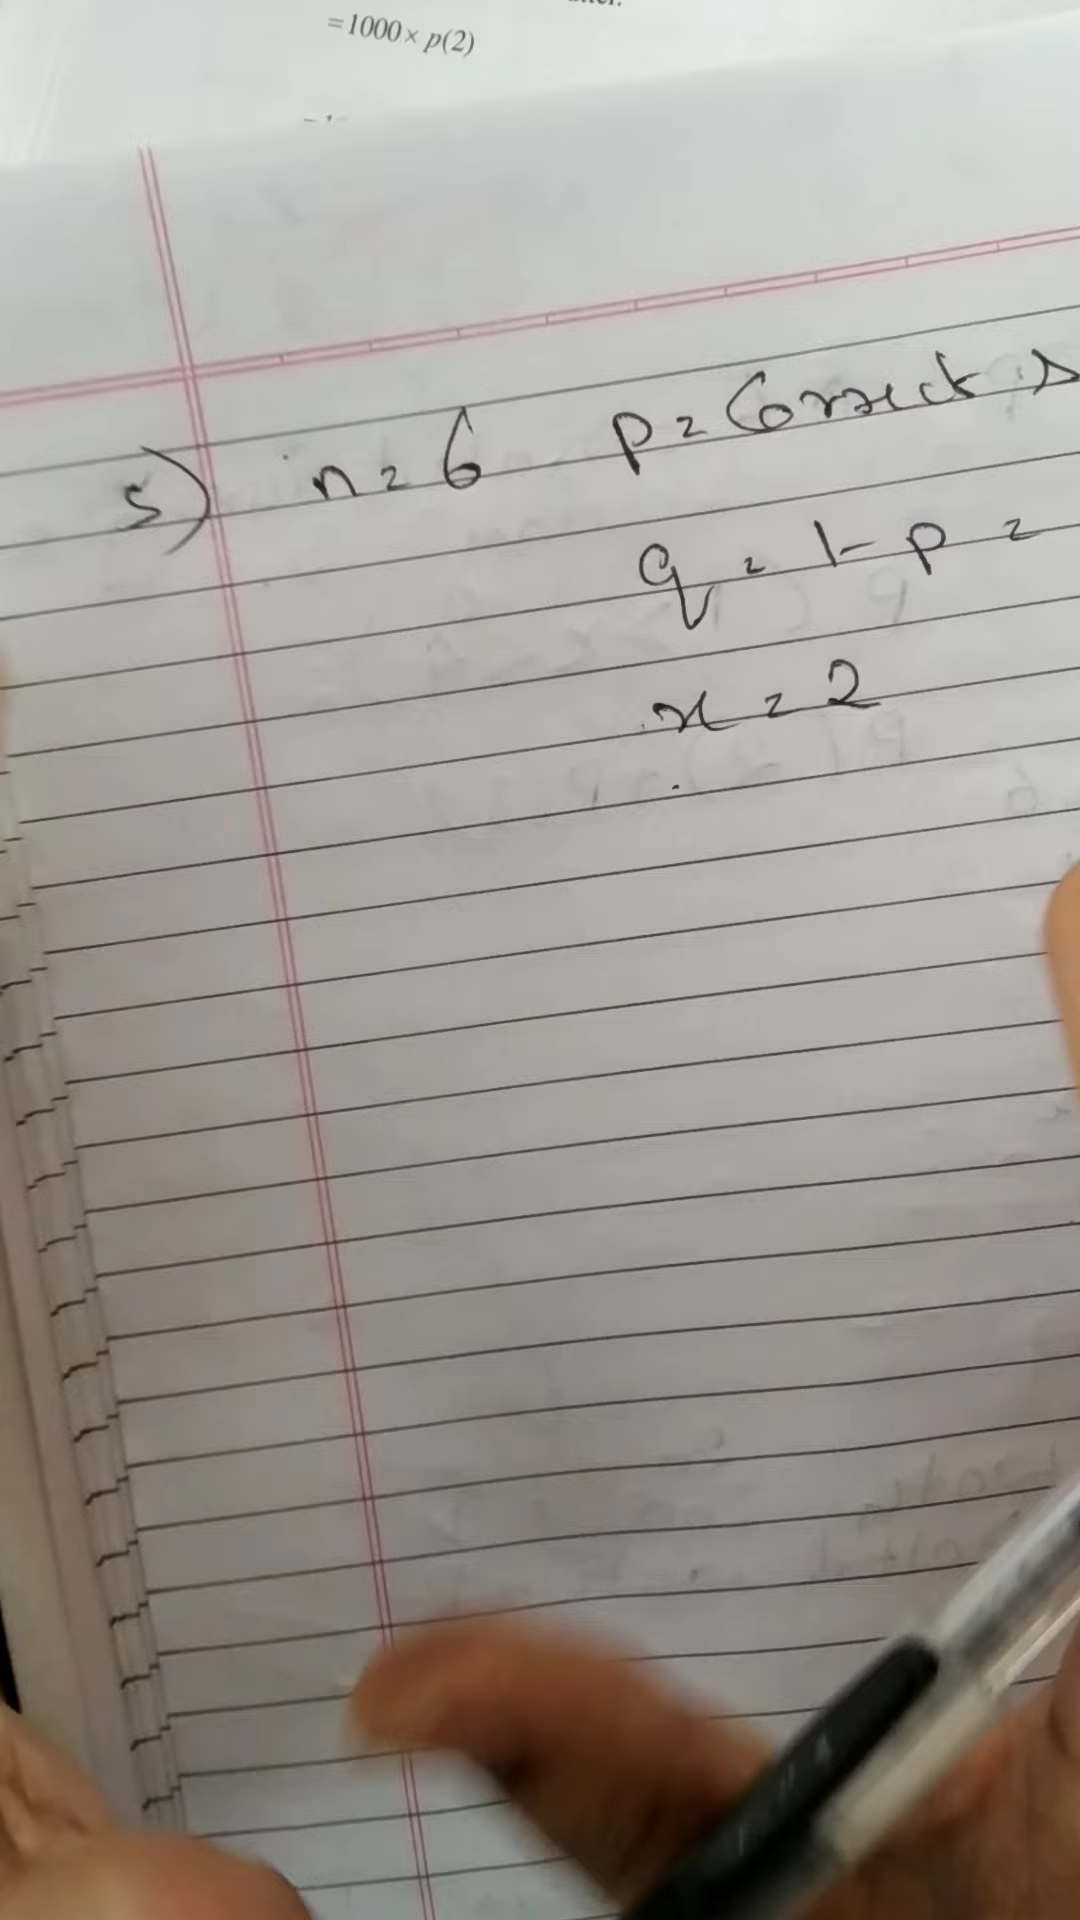 =1000× p(2)
5) n = 6 p = Correct
q = 1 - p =
x = 2